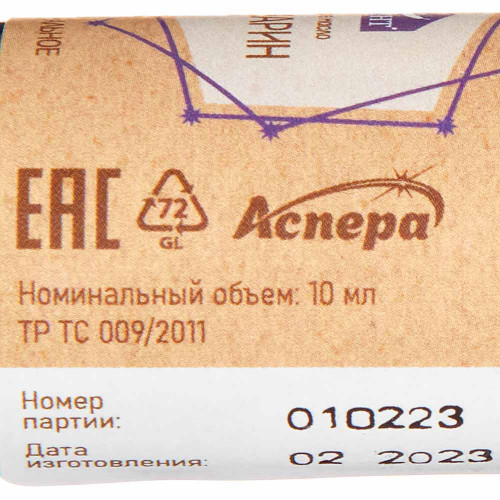 ЕАС
72
GL
Аспера
Номинальный объем: 10 мл
ТР ТС 009/2011
Номер
партии: 010223
Дата
изготовления: 02 2023